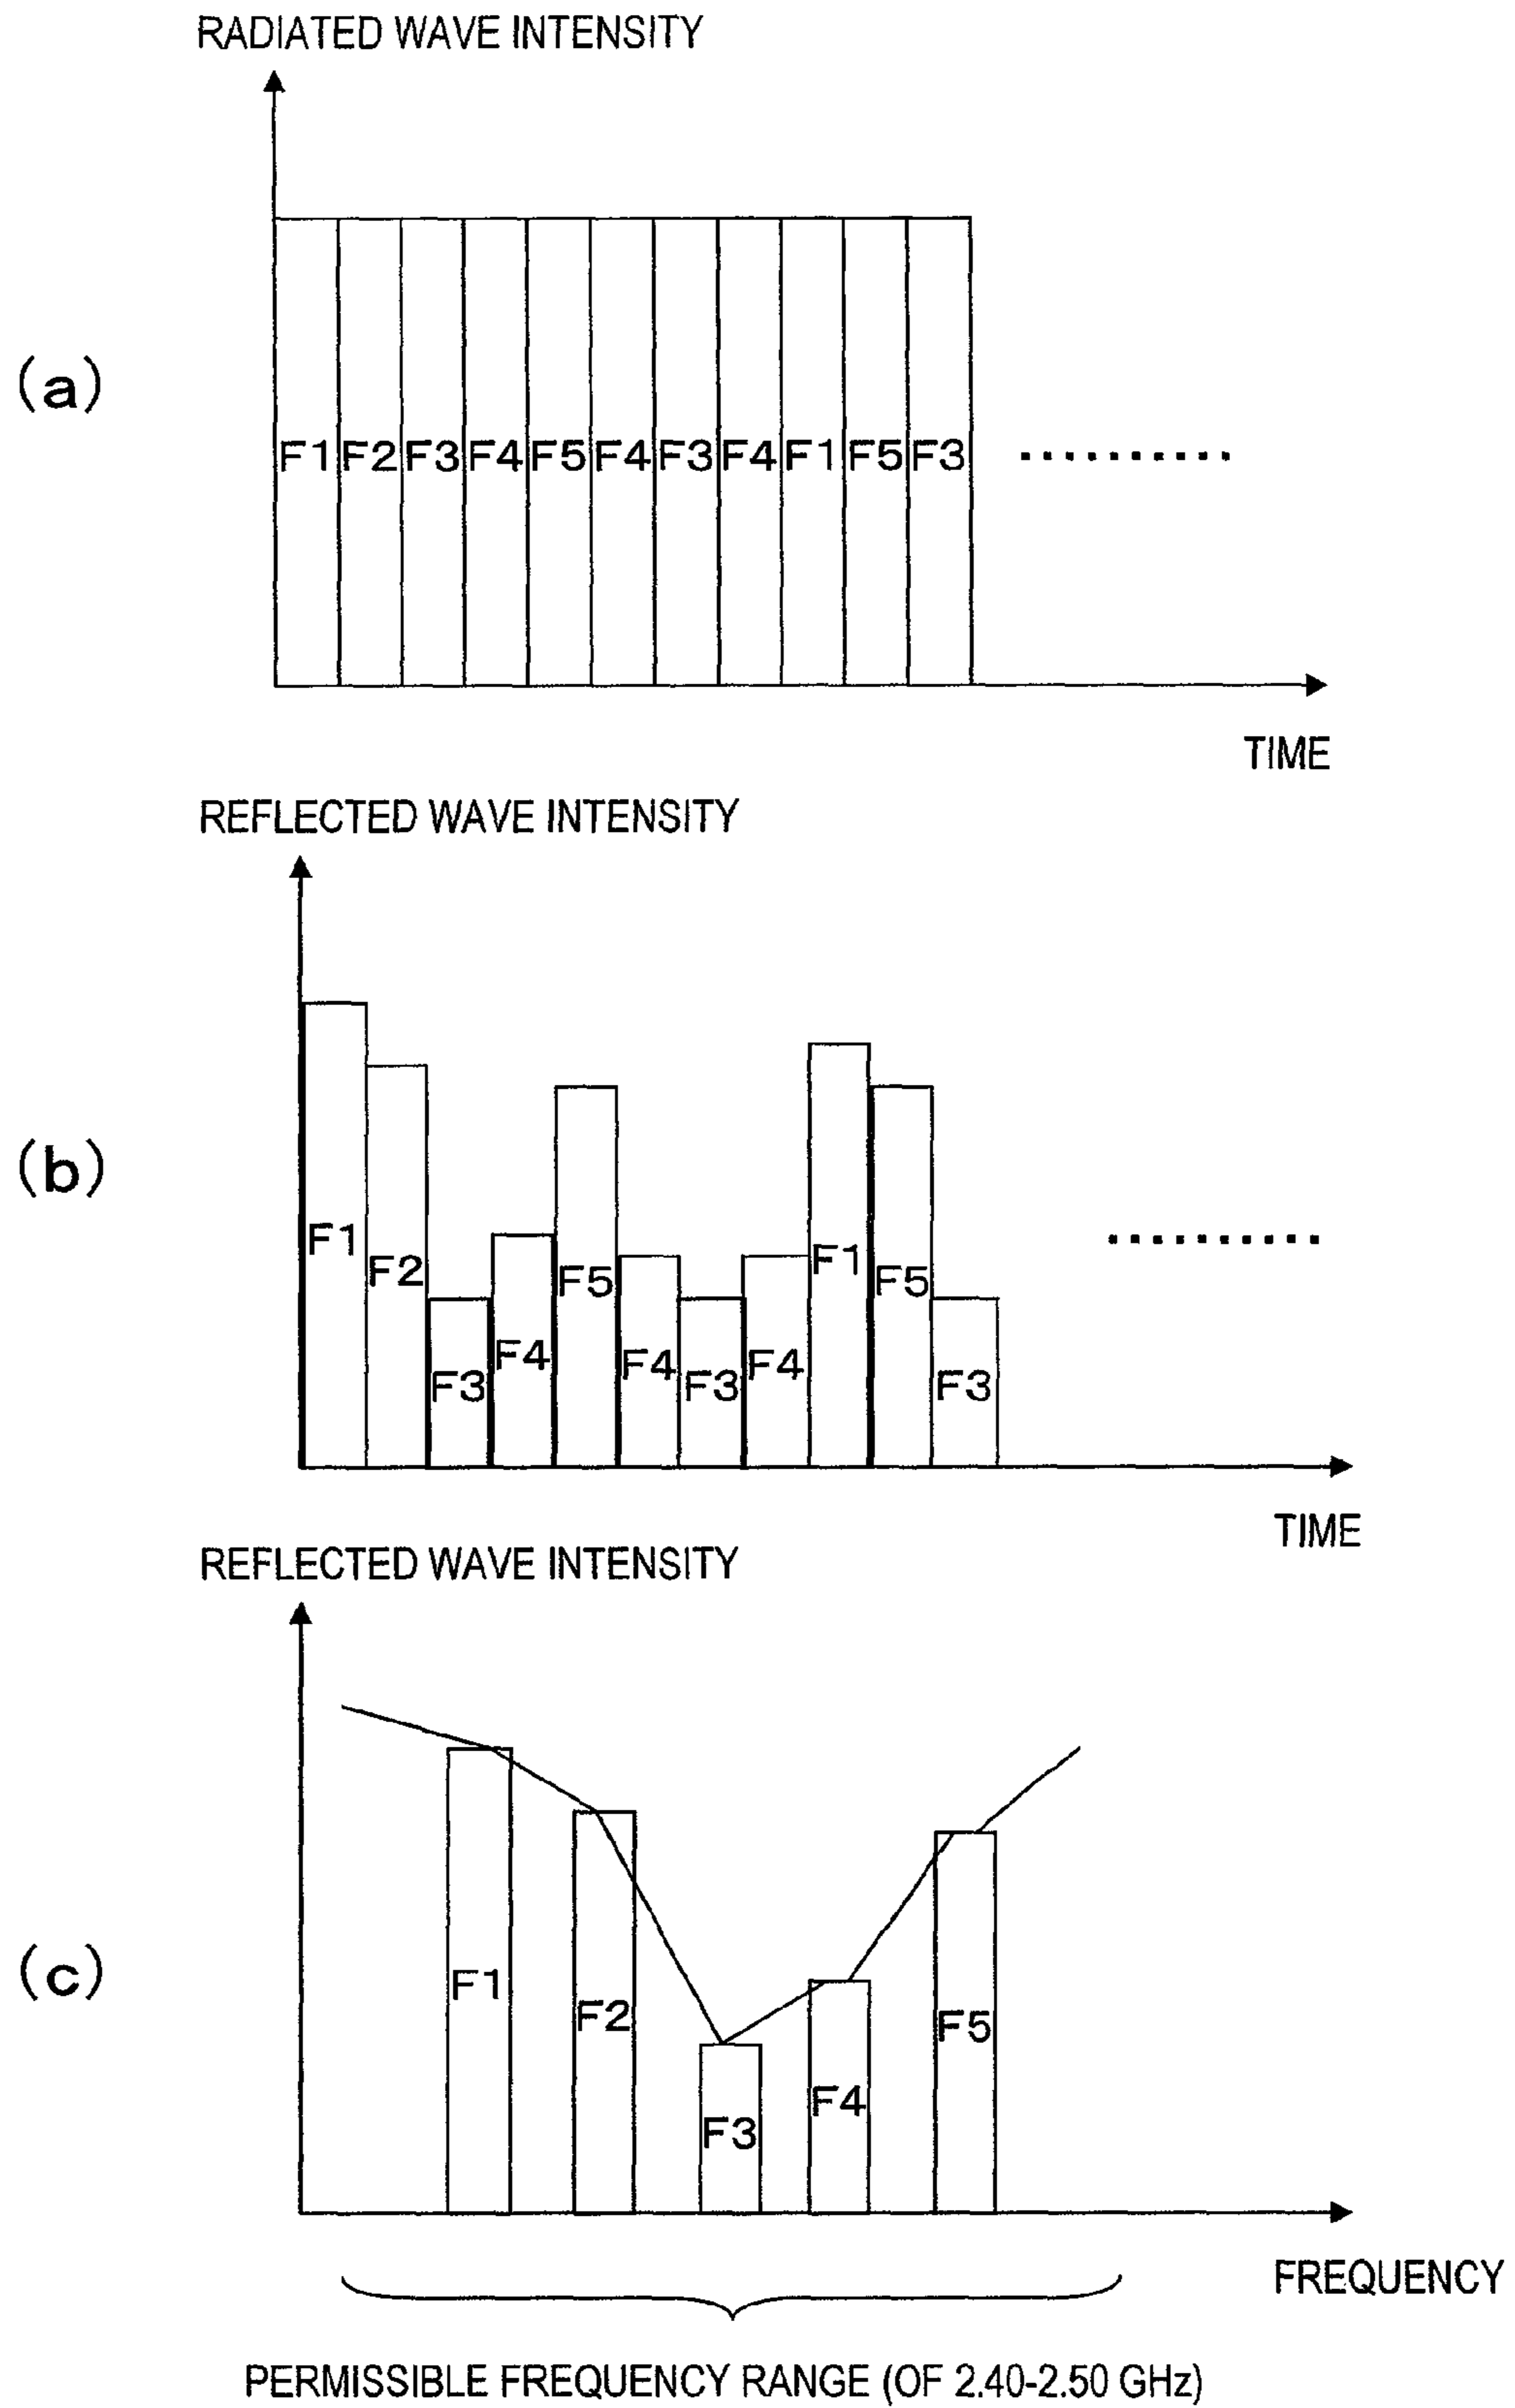 RADIATED WAVE INTENSITY
(a)
F1 F2 F3 F4 F5 F4 F3 F4 F1 F5 F3 ..........
TIME
REFLECTED WAVE INTENSITY
(b)
F1 F2 F3 F4 F5 F4 F3 F4 F1 F5 F3 ..........
TIME
REFLECTED WAVE INTENSITY
(c)
F1 F2 F3 F4 F5
FREQUENCY
PERMISSIBLE FREQUENCY RANGE (OF 2.40-2.50 GHz)